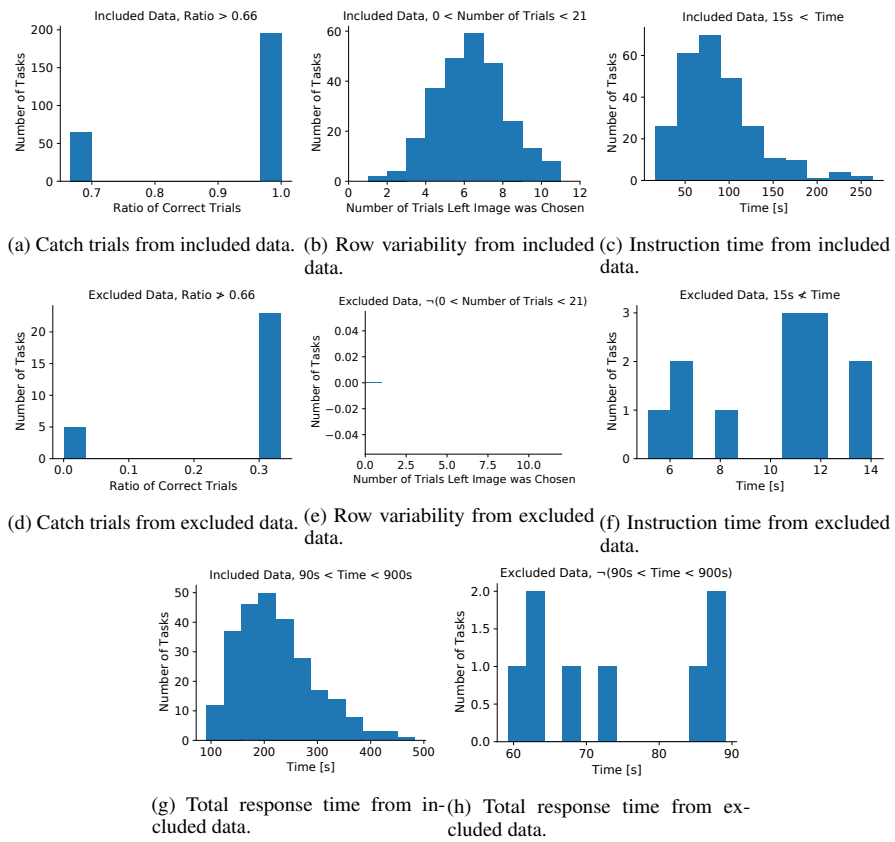 Included Data, Ratio > 0.66
200
150
100
50
0
Number of Tasks
0.7 0.8 0.9 1.0
Ratio of Correct Trials
(a) Catch trials from included data.
Included Data, 0 < Number of Trials < 21
60
40
20
0
Number of Tasks
0 2 4 6 8 10 12
Number of Trials Left Image was Chosen
(b) Row variability from included
data.
Included Data, 15s < Time
60
40
20
0
Number of Tasks
50 100 150 200 250
Time [s]
(c) Instruction time from included
data.
Excluded Data, Ratio ≯ 0.66
20
15
10
5
0
Number of Tasks
0.0 0.1 0.2 0.3
Ratio of Correct Trials
(d) Catch trials from excluded data.
Excluded Data, ¬(0 < Number of Trials < 21)
0.04
0.02
0.00
−0.02
−0.04
Number of Tasks
0.0 2.5 5.0 7.5 10.0
Number of Trials Left Image was Chosen
(e) Row variability from excluded
data.
Excluded Data, 15s ≮ Time
3
2
1
0
Number of Tasks
6 8 10 12 14
Time [s]
(f) Instruction time from excluded
data.
Included Data, 90s < Time < 900s
50
40
30
20
10
0
Number of Tasks
100 200 300 400 500
Time [s]
(g) Total response time from in-
cluded data.
Excluded Data, ¬(90s < Time < 900s)
2.0
1.5
1.0
0.5
0.0
Number of Tasks
60 70 80 90
Time [s]
(h) Total response time from ex-
cluded data.